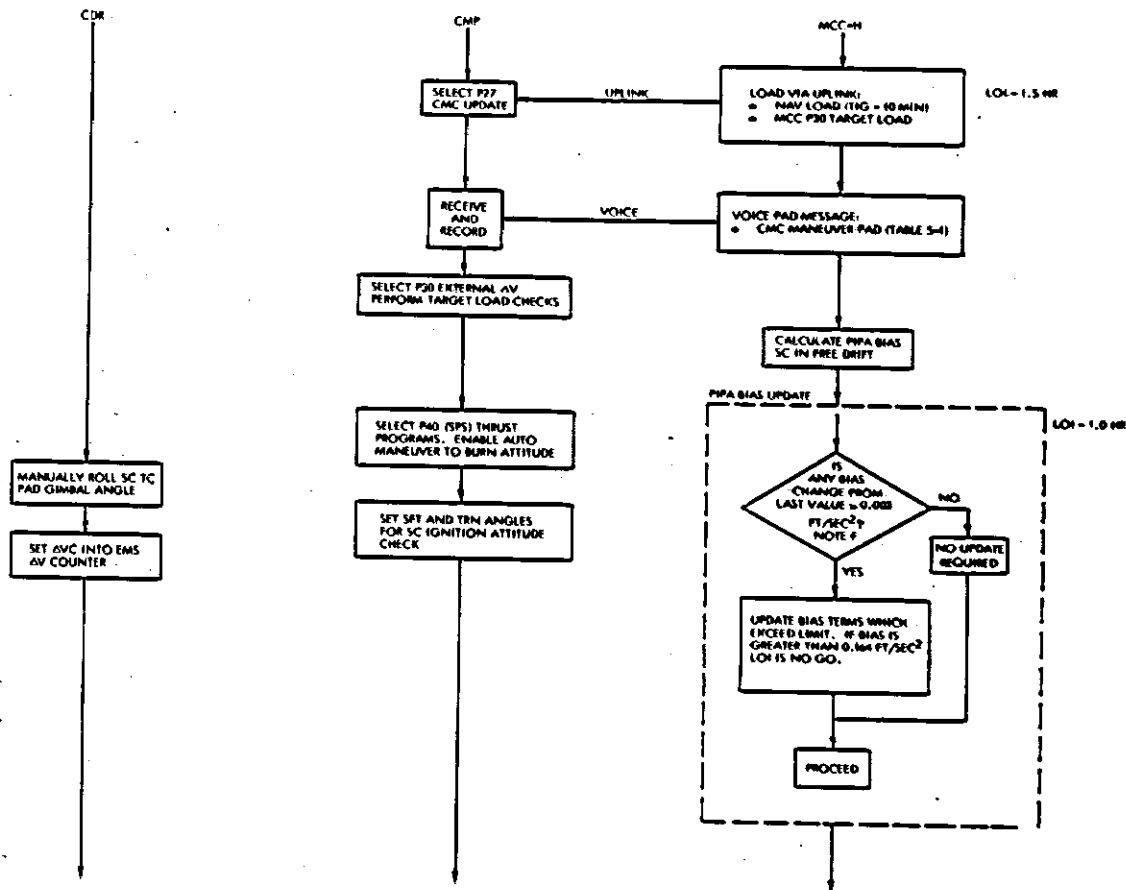 CDR
CMP
MCC-H
SELECT P27
CMC UPDATE
UPLINK
LOAD VIA UPLINK:
NAV LOAD (TIG - 10 MIN)
MCC P30 TARGET LOAD
LOI - 1.5 HR
RECEIVE
AND
RECORD
VOICE
VOICE PAD MESSAGE:
CMC MANEUVER PAD (TABLE 5-4)
SELECT P30 EXTERNAL ΔV
PERFORM TARGET LOAD CHECKS
CALCULATE PIPA BIAS
SC IN FREE DRIFT
PIPA BIAS UPDATE
LOI - 1.0 HR
SELECT P40 (SPS) THRUST
PROGRAMS. ENABLE AUTO
MANEUVER TO BURN ATTITUDE
MANUALLY ROLL SC TO
PAD GIMBAL ANGLE
SET SFT AND TRN ANGLES
FOR SC IGNITION ATTITUDE
CHECK
SET ΔVC INTO EMS
ΔV COUNTER
IS
ANY BIAS
CHANGE FROM
LAST VALUE ≥ 0.003
FT/SEC²?
NOTE
NO
NO UPDATE
REQUIRED
YES
UPDATE BIAS TERMS WHICH
EXCEED LIMIT. IF BIAS IS
GREATER THAN 0.164 FT/SEC²
LOI IS NO GO.
PROCEED